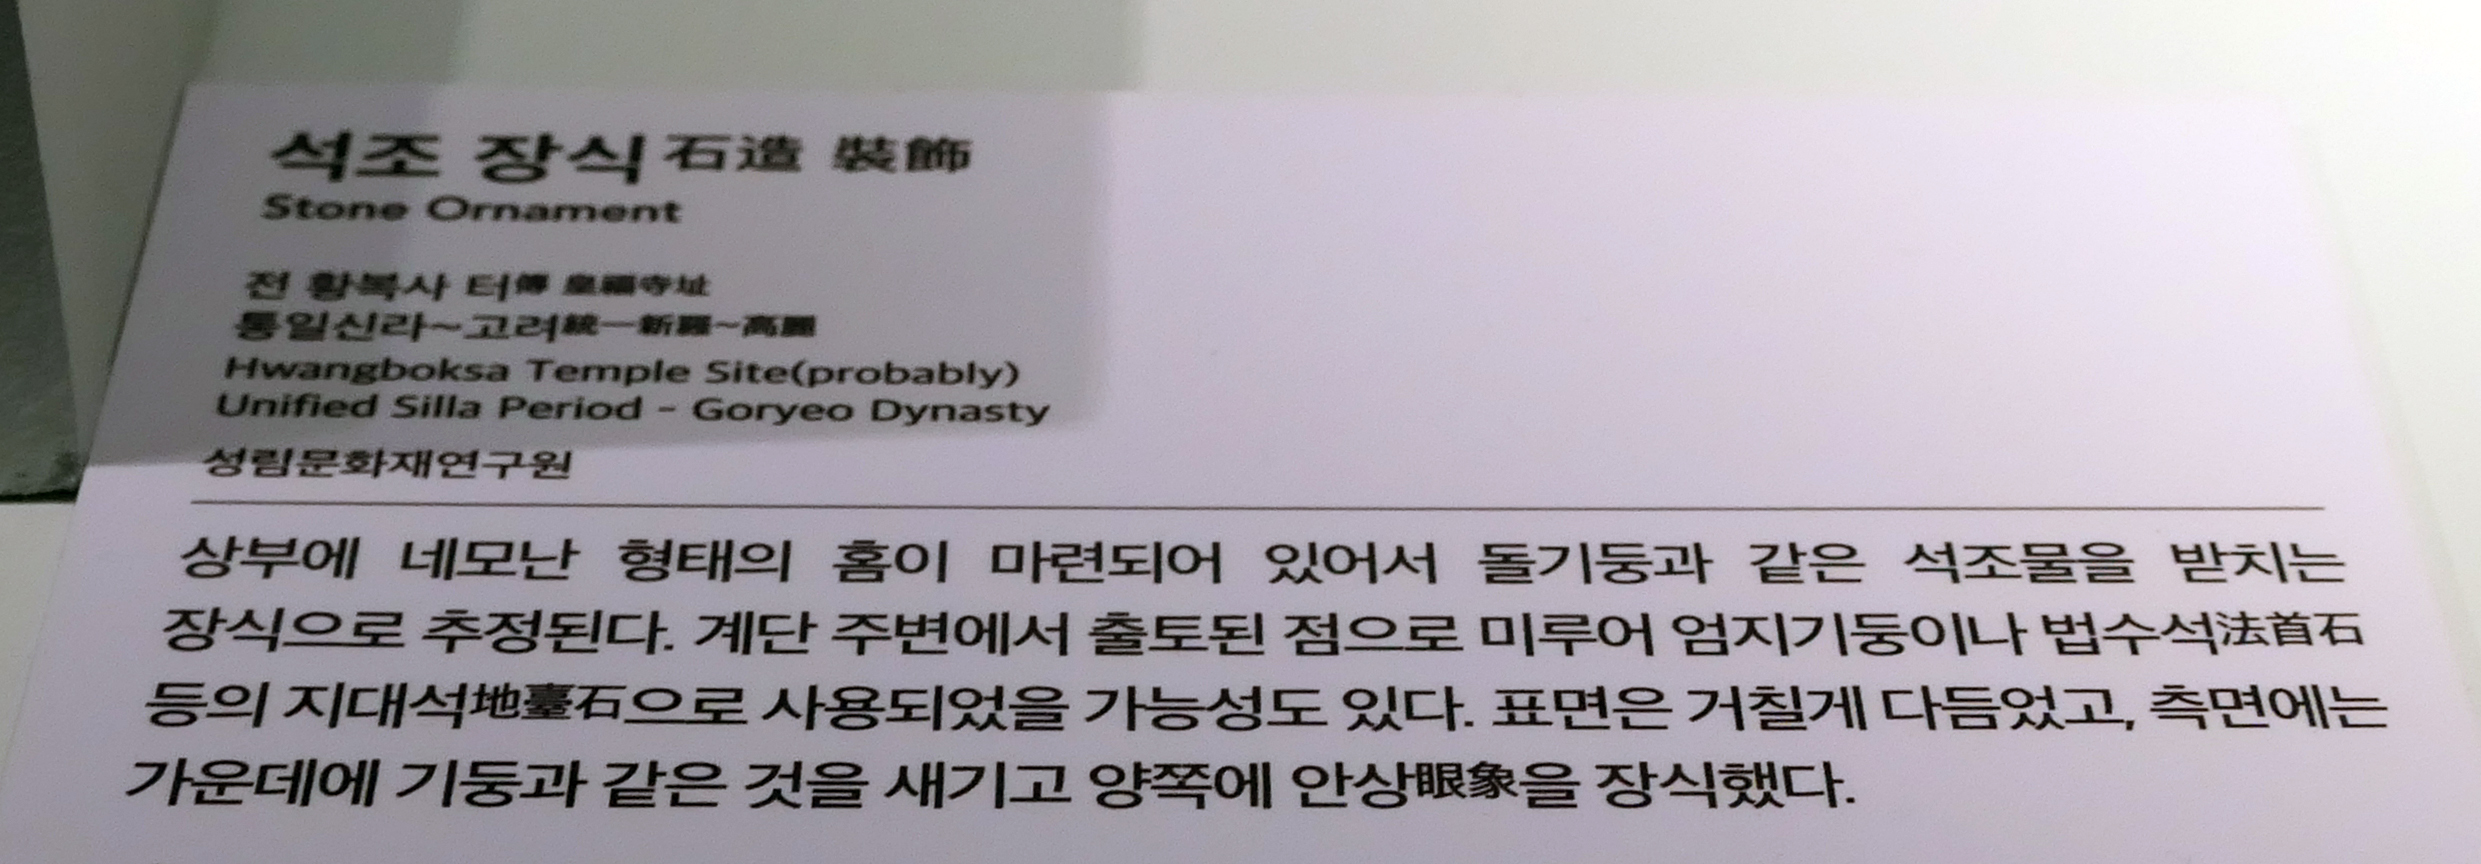 석조 장식石造 裝飾
Stone Ornament
전 황복사 터傳 皇福寺址
통일신라~고려統一新羅~高麗
Hwangboksa Temple Site(probably)
Unified Silla Period - Goryeo Dynasty
성림문화재연구원
상부에 네모난 형태의 홈이 마련되어 있어서 돌기둥과 같은 석조물을 받치는
장식으로 추정된다. 계단 주변에서 출토된 점으로 미루어 엄지기둥이나 법수석法首石
등의 지대석地臺石으로 사용되었을 가능성도 있다. 표면은 거칠게 다듬었고, 측면에는
가운데에 기둥과 같은 것을 새기고 양쪽에 안상眼象을 장식했다.